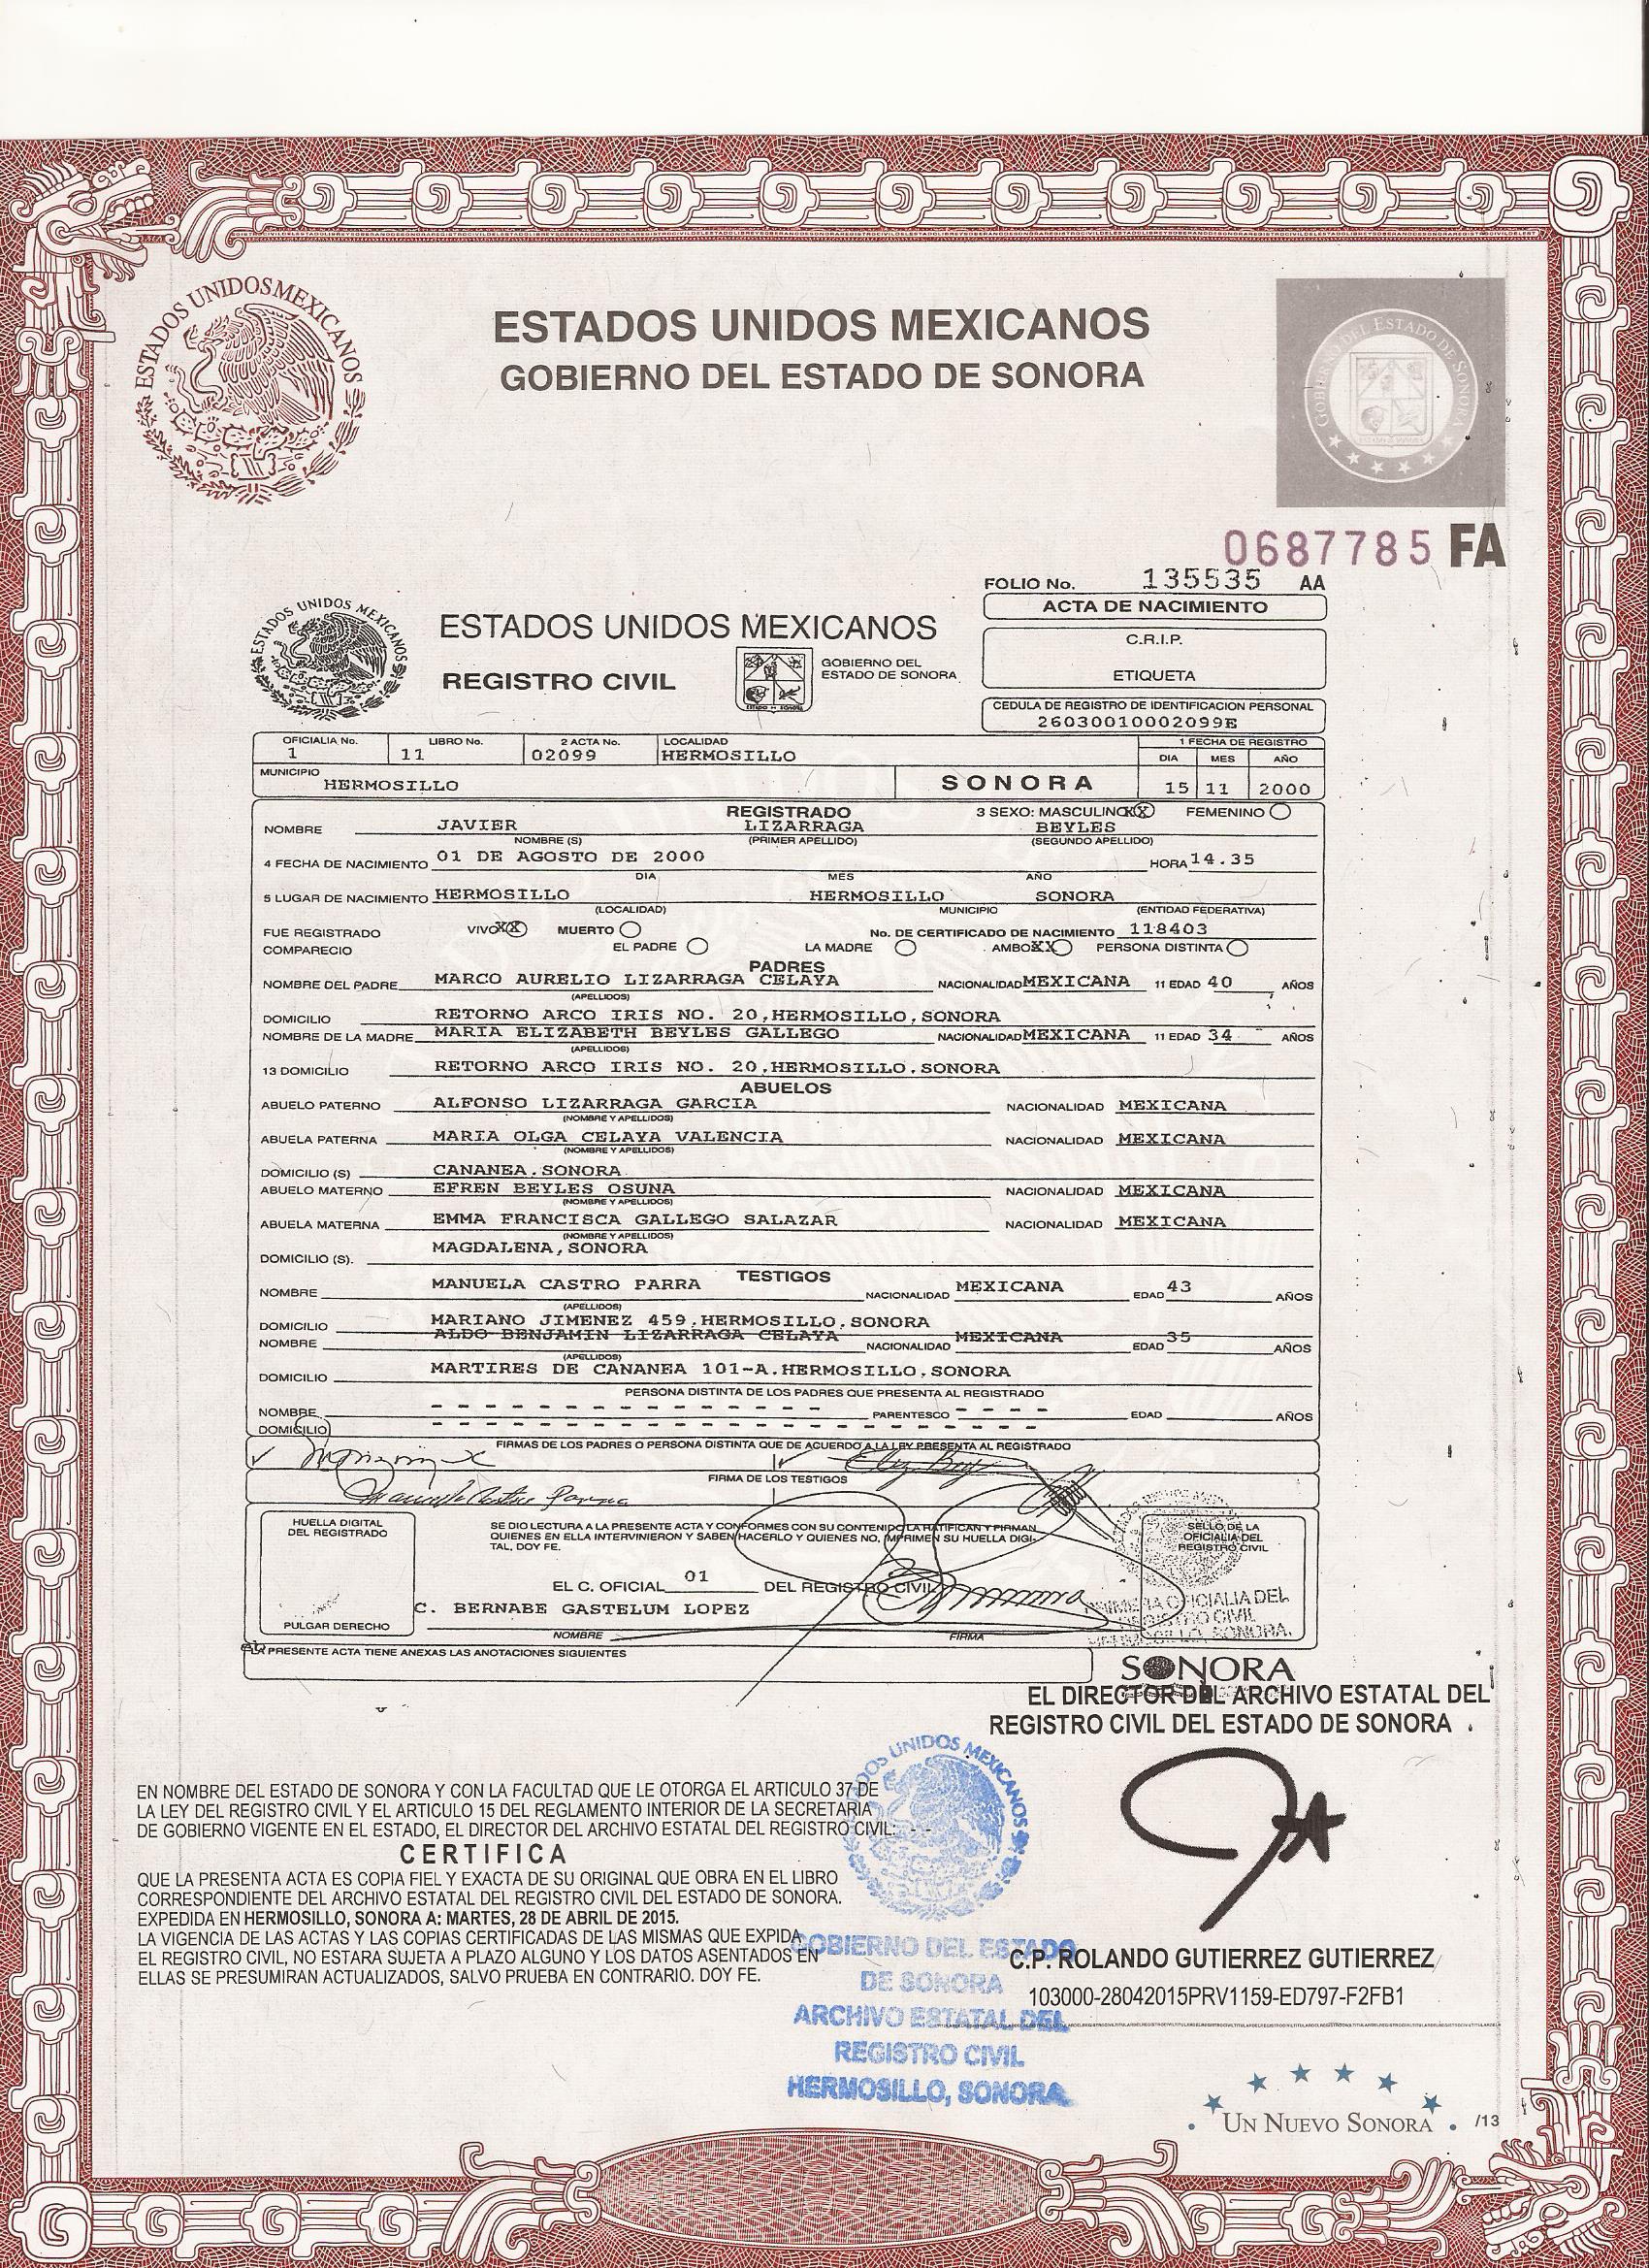 ESTADOS UNIDOS MEXICANOS
ESTADOS UNIDOS MEXICANOS
GOBIERNO DEL ESTADO DE SONORA
GOBIERNO DEL ESTADO DE SONORA
0687785 FA
FOLIO No. 135535 AA
ACTA DE NACIMIENTO
ESTADOS UNIDOS MEXICANOS
ESTADOS UNIDOS MEXICANOS
C.R.I.P.
REGISTRO CIVIL
GOBIERNO DEL
ESTADO DE SONORA
ETIQUETA
CEDULA DE REGISTRO DE IDENTIFICACION PERSONAL
26030010002099E
OFICIALIA No. LIBRO No. 2 ACTA No. LOCALIDAD 1 FECHA DE REGISTRO
1 11 02099 HERMOSILLO DIA MES AÑO
MUNICIPIO
HERMOSILLO SONORA 15 11 2000
REGISTRADO 3 SEXO: MASCULINO XX FEMENINO
NOMBRE JAVIER LIZARRAGA BEYLES
NOMBRE (S) (PRIMER APELLIDO) (SEGUNDO APELLIDO)
4 FECHA DE NACIMIENTO 01 DE AGOSTO DE 2000 HORA 14.35
DIA MES AÑO
5 LUGAR DE NACIMIENTO HERMOSILLO HERMOSILLO SONORA
(LOCALIDAD) MUNICIPIO (ENTIDAD FEDERATIVA)
FUE REGISTRADO VIVO XX MUERTO No. DE CERTIFICADO DE NACIMIENTO 118403
COMPARECIO EL PADRE LA MADRE AMBOS XX PERSONA DISTINTA
PADRES
NOMBRE DEL PADRE MARCO AURELIO LIZARRAGA CELAYA NACIONALIDAD MEXICANA 11 EDAD 40 AÑOS
(APELLIDOS)
DOMICILIO RETORNO ARCO IRIS NO. 20,HERMOSILLO,SONORA
NOMBRE DE LA MADRE MARIA ELIZABETH BEYLES GALLEGO NACIONALIDAD MEXICANA 11 EDAD 34 AÑOS
(APELLIDOS)
13 DOMICILIO RETORNO ARCO IRIS NO. 20,HERMOSILLO,SONORA
ABUELOS
ABUELO PATERNO ALFONSO LIZARRAGA GARCIA NACIONALIDAD MEXICANA
(NOMBRE Y APELLIDOS)
ABUELA PATERNA MARIA OLGA CELAYA VALENCIA NACIONALIDAD MEXICANA
(NOMBRE Y APELLIDOS)
DOMICILIO (S) CANANEA,SONORA
ABUELO MATERNO EFREN BEYLES OSUNA NACIONALIDAD MEXICANA
(NOMBRE Y APELLIDOS)
ABUELA MATERNA EMMA FRANCISCA GALLEGO SALAZAR NACIONALIDAD MEXICANA
(NOMBRE Y APELLIDOS)
DOMICILIO (S). MAGDALENA,SONORA
TESTIGOS
NOMBRE MANUELA CASTRO PARRA NACIONALIDAD MEXICANA EDAD 43 AÑOS
(APELLIDOS)
DOMICILIO MARIANO JIMENEZ 459,HERMOSILLO,SONORA
NOMBRE ALDO BENJAMIN LIZARRAGA CELAYA NACIONALIDAD MEXICANA EDAD 35 AÑOS
(APELLIDOS)
DOMICILIO MARTIRES DE CANANEA 101-A.HERMOSILLO,SONORA
PERSONA DISTINTA DE LOS PADRES QUE PRESENTA AL REGISTRADO
NOMBRE PARENTESCO EDAD AÑOS
DOMICILIO
FIRMAS DE LOS PADRES O PERSONA DISTINTA QUE DE ACUERDO A LA LEY PRESENTA AL REGISTRADO
FIRMA DE LOS TESTIGOS
Manuela Castro Parra
HUELLA DIGITAL
DEL REGISTRADO
SE DIO LECTURA A LA PRESENTE ACTA Y CONFORMES CON SU CONTENIDO LA RATIFICAN Y FIRMAN
QUIENES EN ELLA INTERVINIERON Y SABEN HACERLO Y QUIENES NO, IMPRIMEN SU HUELLA DIGI-
TAL, DOY FE.
SELLO DE LA
OFICIALIA DEL
REGISTRO CIVIL
EL C. OFICIAL 01 DEL REGISTRO CIVIL
C. BERNABE GASTELUM LOPEZ
PULGAR DERECHO NOMBRE FIRMA
PRIMERA OFICIALIA DEL
REGISTRO CIVIL
HERMOSILLO, SONORA.
LA PRESENTE ACTA TIENE ANEXAS LAS ANOTACIONES SIGUIENTES
SONORA
EL DIRECTOR DEL ARCHIVO ESTATAL DEL
REGISTRO CIVIL DEL ESTADO DE SONORA
EN NOMBRE DEL ESTADO DE SONORA Y CON LA FACULTAD QUE LE OTORGA EL ARTICULO 37 DE
LA LEY DEL REGISTRO CIVIL Y EL ARTICULO 15 DEL REGLAMENTO INTERIOR DE LA SECRETARIA
DE GOBIERNO VIGENTE EN EL ESTADO, EL DIRECTOR DEL ARCHIVO ESTATAL DEL REGISTRO CIVIL: - -
CERTIFICA
QUE LA PRESENTE ACTA ES COPIA FIEL Y EXACTA DE SU ORIGINAL QUE OBRA EN EL LIBRO
CORRESPONDIENTE DEL ARCHIVO ESTATAL DEL REGISTRO CIVIL DEL ESTADO DE SONORA.
EXPEDIDA EN HERMOSILLO, SONORA A: MARTES, 28 DE ABRIL DE 2015.
LA VIGENCIA DE LAS ACTAS Y LAS COPIAS CERTIFICADAS DE LAS MISMAS QUE EXPIDA
EL REGISTRO CIVIL, NO ESTARA SUJETA A PLAZO ALGUNO Y LOS DATOS ASENTADOS EN
ELLAS SE PRESUMIRAN ACTUALIZADOS, SALVO PRUEBA EN CONTRARIO. DOY FE.
ESTADOS UNIDOS MEXICANOS
GOBIERNO DEL ESTADO
DE SONORA
ARCHIVO ESTATAL DEL
REGISTRO CIVIL
HERMOSILLO, SONORA
C.P. ROLANDO GUTIERREZ GUTIERREZ
103000-28042015PRV1159-ED797-F2FB1
UN NUEVO SONORA
/13